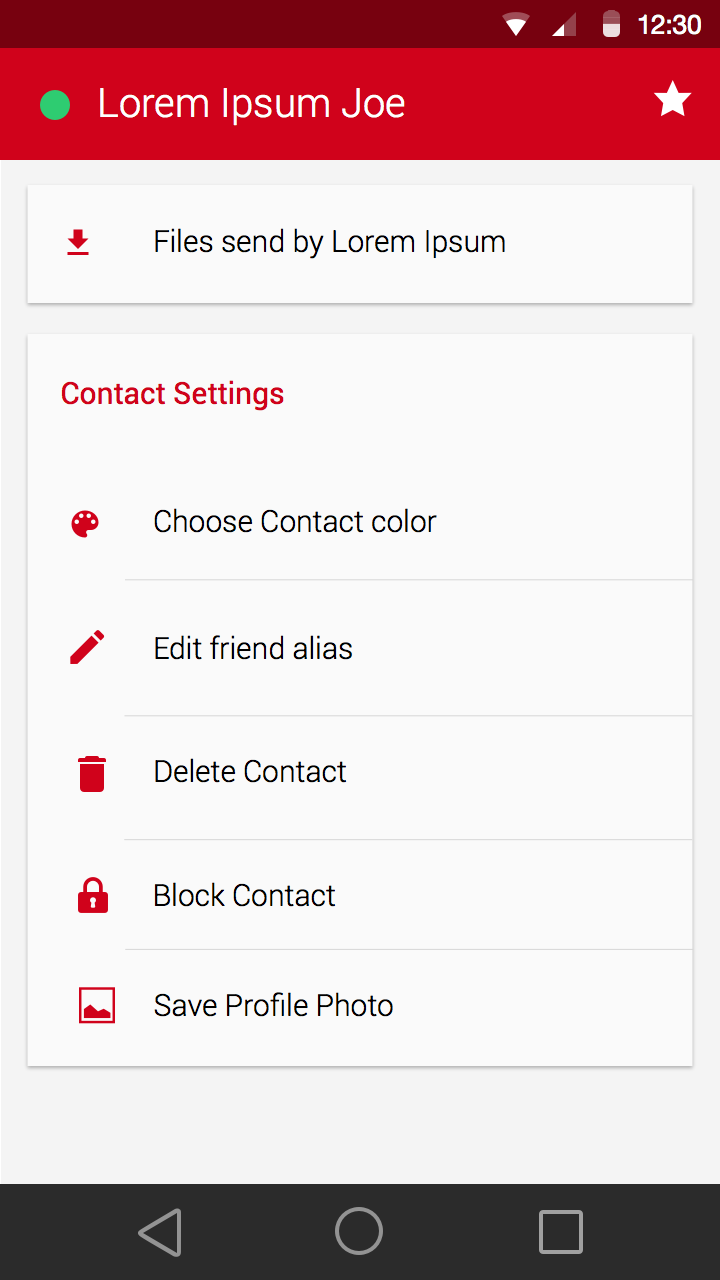 12:30
Lorem Ipsum Joe
Files send by Lorem Ipsum
Contact Settings
Choose Contact color
Edit friend alias
Delete Contact
Block Contact
Save Profile Photo